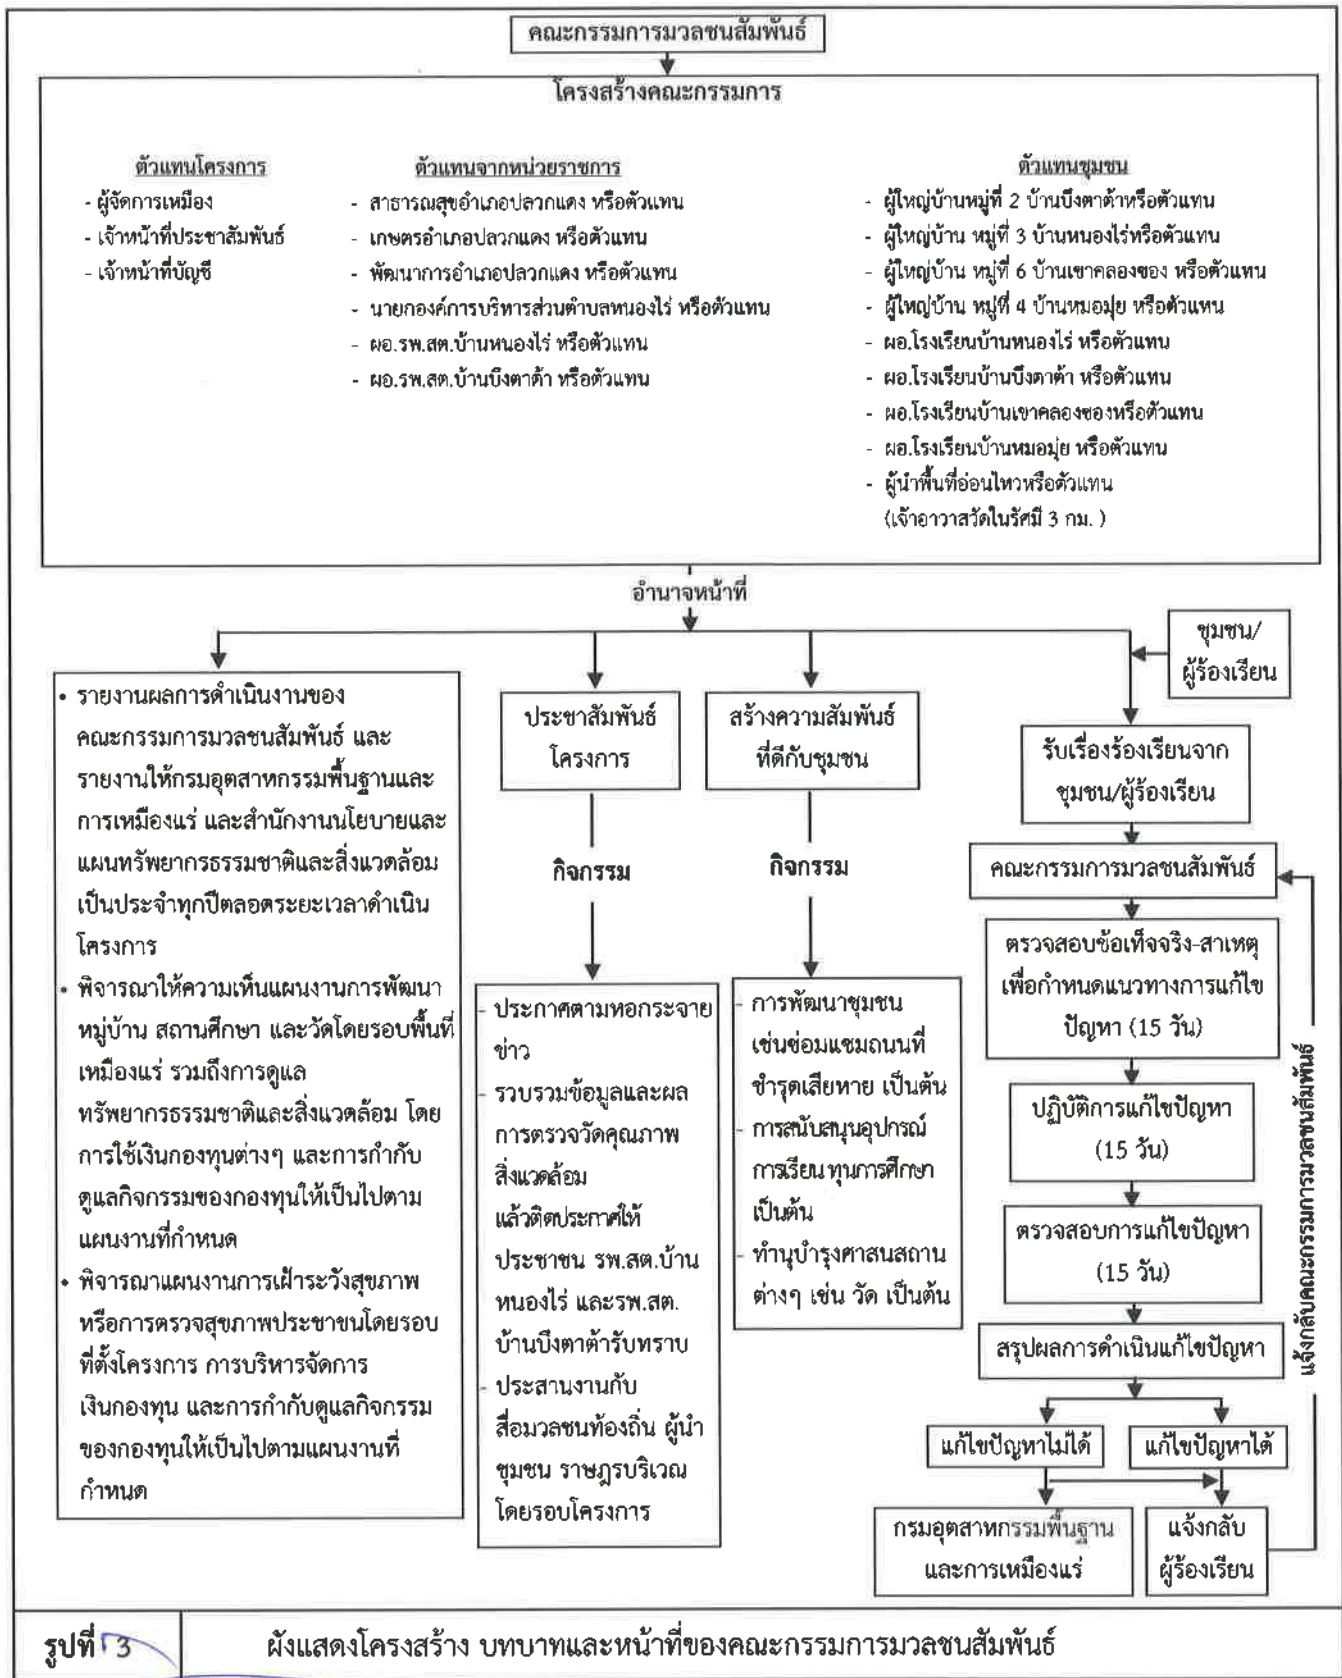 คณะกรรมการมวลชนสัมพันธ์
โครงสร้างคณะกรรมการ
ตัวแทนโครงการ
- ผู้จัดการเหมือง
- เจ้าหน้าที่ประชาสัมพันธ์
- เจ้าหน้าที่บัญชี
ตัวแทนจากหน่วยราชการ
- สาธารณสุขอำเภอปลวกแดง หรือตัวแทน
- เกษตรอำเภอปลวกแดง หรือตัวแทน
- พัฒนาการอำเภอปลวกแดง หรือตัวแทน
- นายกองค์การบริหารส่วนตำบลหนองไร่ หรือตัวแทน
- ผอ.รพ.สต.บ้านหนองไร่ หรือตัวแทน
- ผอ.รพ.สต.บ้านบึงตาต้า หรือตัวแทน
ตัวแทนชุมชน
- ผู้ใหญ่บ้านหมู่ที่ 2 บ้านบึงตาต้าหรือตัวแทน
- ผู้ใหญ่บ้าน หมู่ที่ 3 บ้านหนองไร่หรือตัวแทน
- ผู้ใหญ่บ้าน หมู่ที่ 6 บ้านเขาคลองซอง หรือตัวแทน
- ผู้ใหญ่บ้าน หมู่ที่ 4 บ้านหมอมุ่ย หรือตัวแทน
- ผอ.โรงเรียนบ้านหนองไร่ หรือตัวแทน
- ผอ.โรงเรียนบ้านบึงตาต้า หรือตัวแทน
- ผอ.โรงเรียนบ้านเขาคลองซองหรือตัวแทน
- ผอ.โรงเรียนบ้านหมอมุ่ย หรือตัวแทน
- ผู้นำพื้นที่อ่อนไหวหรือตัวแทน
(เจ้าอาวาสวัดในรัศมี 3 กม. )
อำนาจหน้าที่
• รายงานผลการดำเนินงานของ
คณะกรรมการมวลชนสัมพันธ์ และ
รายงานให้กรมอุตสาหกรรมพื้นฐานและ
การเหมืองแร่ และสำนักงานนโยบายและ
แผนทรัพยากรธรรมชาติและสิ่งแวดล้อม
เป็นประจำทุกปีตลอดระยะเวลาดำเนิน
โครงการ
• พิจารณาให้ความเห็นแผนงานการพัฒนา
หมู่บ้าน สถานศึกษา และวัดโดยรอบพื้นที่
เหมืองแร่ รวมถึงการดูแล
ทรัพยากรธรรมชาติและสิ่งแวดล้อม โดย
การใช้เงินกองทุนต่างๆ และการกำกับ
ดูแลกิจกรรมของกองทุนให้เป็นไปตาม
แผนงานที่กำหนด
• พิจารณาแผนงานการเฝ้าระวังสุขภาพ
หรือการตรวจสุขภาพประชาชนโดยรอบ
ที่ตั้งโครงการ การบริหารจัดการ
เงินกองทุน และการกำกับดูแลกิจกรรม
ของกองทุนให้เป็นไปตามแผนงานที่
กำหนด
ประชาสัมพันธ์
โครงการ
กิจกรรม
- ประกาศตามหอกระจาย
ข่าว
- รวบรวมข้อมูลและผล
การตรวจวัดคุณภาพ
สิ่งแวดล้อม
แล้วติดประกาศให้
ประชาชน รพ.สต.บ้าน
หนองไร่ และรพ.สต.
บ้านบึงตาต้ารับทราบ
- ประสานงานกับ
สื่อมวลชนท้องถิ่น ผู้นำ
ชุมชน ราษฎรบริเวณ
โดยรอบโครงการ
สร้างความสัมพันธ์
ที่ดีกับชุมชน
กิจกรรม
- การพัฒนาชุมชน
เช่นซ่อมแซมถนนที่
ชำรุดเสียหาย เป็นต้น
- การสนับสนุนอุปกรณ์
การเรียน ทุนการศึกษา
เป็นต้น
- ทำนุบำรุงศาสนสถาน
ต่างๆ เช่น วัด เป็นต้น
ชุมชน/
ผู้ร้องเรียน
รับเรื่องร้องเรียนจาก
ชุมชน/ผู้ร้องเรียน
คณะกรรมการมวลชนสัมพันธ์
ตรวจสอบข้อเท็จจริง-สาเหตุ
เพื่อกำหนดแนวทางการแก้ไข
ปัญหา (15 วัน)
ปฏิบัติการแก้ไขปัญหา
(15 วัน)
ตรวจสอบการแก้ไขปัญหา
(15 วัน)
สรุปผลการดำเนินแก้ไขปัญหา
แก้ไขปัญหาไม่ได้
แก้ไขปัญหาได้
กรมอุตสาหกรรมพื้นฐาน
และการเหมืองแร่
แจ้งกลับ
ผู้ร้องเรียน
แจ้งกลับคณะกรรมการมวลชนสัมพันธ์
รูปที่ 3
ผังแสดงโครงสร้าง บทบาทและหน้าที่ของคณะกรรมการมวลชนสัมพันธ์